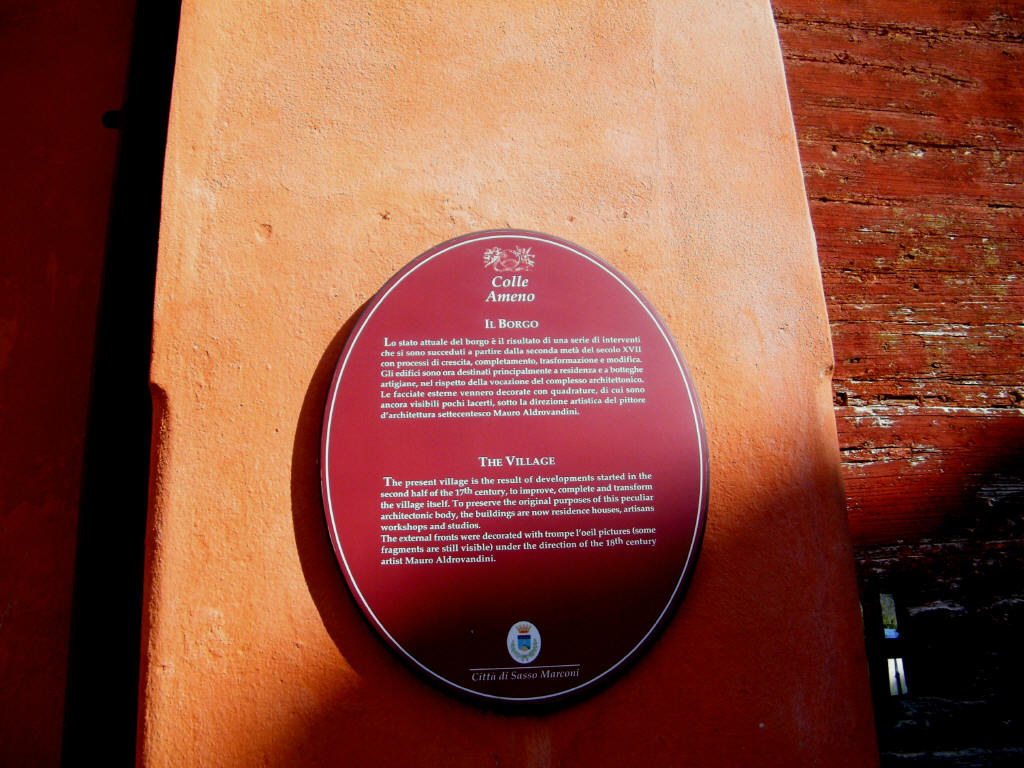 Colle
Ameno
IL BORGO
Lo stato attuale del borgo è il risultato di una serie di interventi
che si sono succeduti a partire dalla seconda metà del secolo XVII
con processi di crescita, completamento, trasformazione e modifica.
Gli edifici sono ora destinati principalmente a residenza e a botteghe
artigiane, nel rispetto della vocazione del complesso architettonico.
Le facciate esterne vennero decorate con quadrature, di cui sono
ancora visibili pochi lacerti, sotto la direzione artistica del pittore
d'architettura settecentesco Mauro Aldrovandini.
THE VILLAGE
The present village is the result of developments started in the
second half of the 17th century, to improve, complete and transform
the village itself. To preserve the original purposes of this peculiar
architectonic body, the buildings are now residence houses, artisans
workshops and studios.
The external fronts were decorated with trompe l'oeil pictures (some
fragments are still visible) under the direction of the 18th century
artist Mauro Aldrovandini.
Città di Sasso Marconi